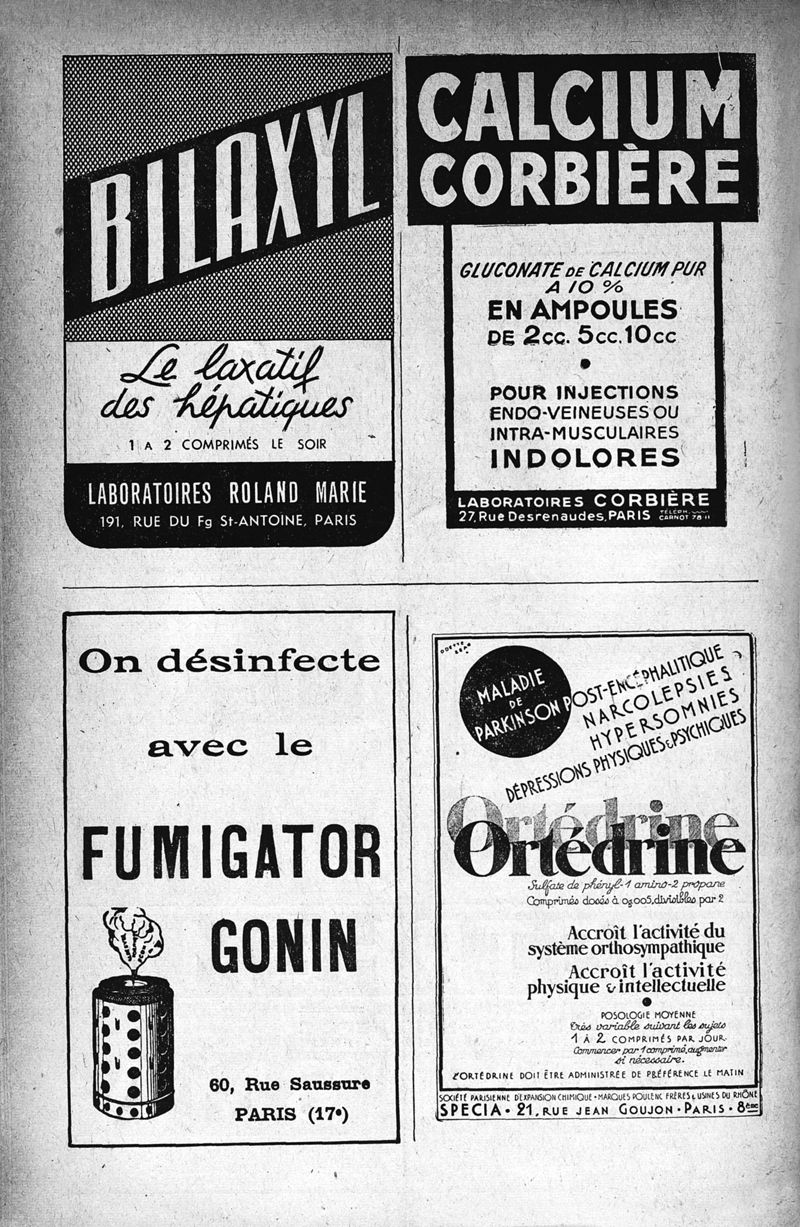 BILAXYL
Le laxatif
des hépatiques
1 A 2 COMPRIMÉS LE SOIR
LABORATOIRES ROLAND MARIE
191, RUE DU Fg St-ANTOINE, PARIS
CALCIUM
CORBIÈRE
GLUCONATE DE CALCIUM PUR
A 10 %
EN AMPOULES
DE 2cc. 5cc. 10cc
POUR INJECTIONS
ENDO-VEINEUSES OU
INTRA-MUSCULAIRES
INDOLORES
LABORATOIRES CORBIÈRE
27, Rue Desrenaudes, PARIS TÉLÉPH. CARNOT 78 11
On désinfecte
avec le
FUMIGATOR
GONIN
60, Rue Saussure
PARIS (17e)
ODETTE
MALADIE
DE
PARKINSON POST-ENCÉPHALITIQUE
NARCOLEPSIES
HYPERSOMNIES
DÉPRESSIONS PHYSIQUES & PSYCHIQUES
Ortédrine
Ortédrine
Sulfate de phényl-1 amino-2 propane
Comprimés dosés à 0g005, divisibles par 2
Accroît l'activité du
système orthosympathique
Accroît l'activité
physique & intellectuelle
POSOLOGIE MOYENNE
Très variable suivant les sujets
1 À 2 COMPRIMÉS PAR JOUR
Commencer par 1 comprimé, augmenter
si nécessaire.
L'ORTÉDRINE DOIT ÊTRE ADMINISTRÉE DE PRÉFÉRENCE LE MATIN
SOCIÉTÉ PARISIENNE D'EXPANSION CHIMIQUE - MARQUES POULENC FRÈRES & USINES DU RHÔNE
SPECIA • 21, RUE JEAN GOUJON • PARIS • 8ème